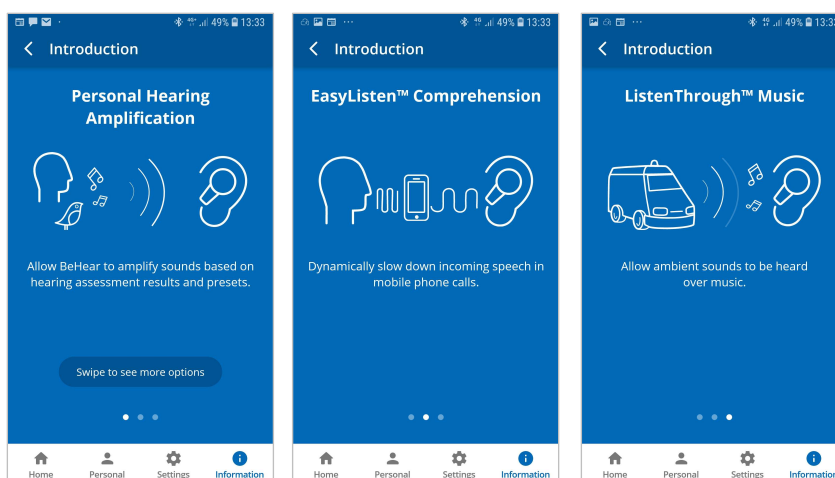 49% 13:33
Introduction
Personal Hearing
Amplification
Allow BeHear to amplify sounds based on
hearing assessment results and presets.
Swipe to see more options
Home Personal Settings Information
4G 49% 13:33
Introduction
EasyListen™ Comprehension
Dynamically slow down incoming speech in
mobile phone calls.
Home Personal Settings Information
4G 49% 13:33
Introduction
ListenThrough™ Music
Allow ambient sounds to be heard
over music.
Home Personal Settings Information